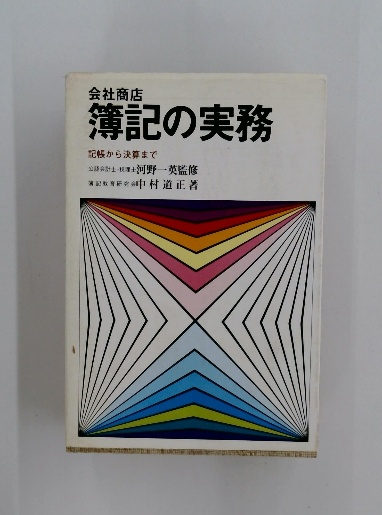 会社商店
簿記の実務
記帳から決算まで
公認会計士・税理士河野一英監修
簿記教育研究会中村道正著